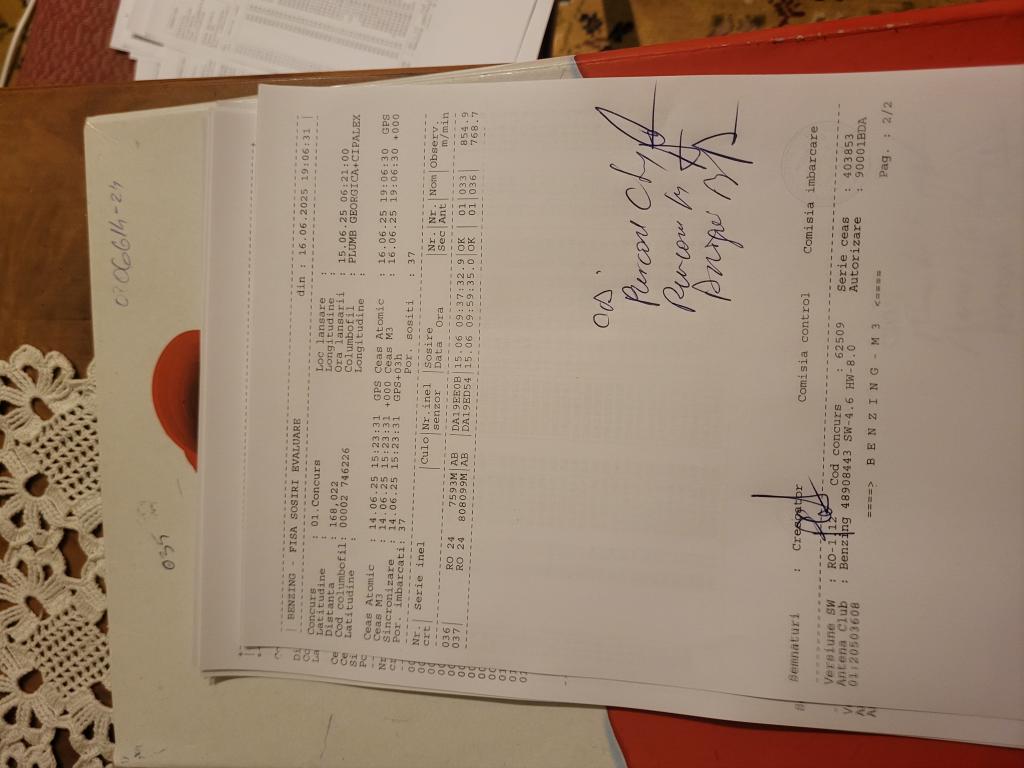 BENZING - FISA SOSIRI EVALUARE din : 16.06.2025 19:06:31
Concurs : 01.Concurs Loc lansare :
Latitudine : Longitudine :
Distanta : 168,022 Ora lansarii : 15.06.25 06:21:00
Cod columbofil: 00002 746226 Columbofil : PLUMB GEORGICA+CIPALEX
Latitudine : Longitudine :
Ceas Atomic : 14.06.25 15:23:31 GPS Ceas Atomic : 16.06.25 19:06:30 GPS
Ceas M3 : 14.06.25 15:23:31 +000 Ceas M3 : 16.06.25 19:06:30 +000
Sincronizare : 14.06.25 15:23:31 GPS+03h
Por. imbarcati: 37 Por. sositi : 37
Nr. Serie inel Culo Nr.inel Sosire Nr. Nr. Nom Observ.
crt senzor Data Ora Sec Ant m/min
036 RO 24 7593M AB DA19EE0B 15.06 09:37:32.9 OK 01 033 854.9
037 RO 24 808099M AB DA19ED54 15.06 09:59:35.0 OK 01 036 768.7
Semnaturi : Crescator Comisia control Comisia imbarcare
Versiune SW : RO-1.12 Cod concurs : 62509 Serie ceas : 403853
Antena Club : Benzing 48908443 SW-4.6 HW-8.0 Autorizare : 90001BDA
01:20503608
====> B E N Z I N G - M 3 <====
Pag. : 2/2